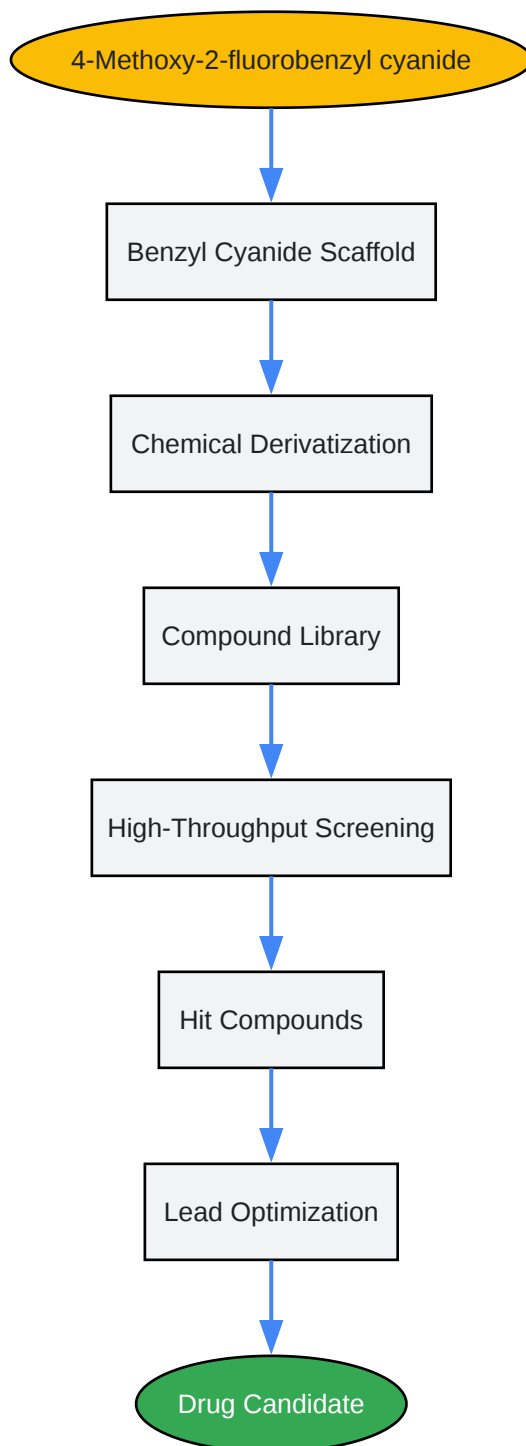 4-Methoxy-2-fluorobenzyl cyanide
Benzyl Cyanide Scaffold
Chemical Derivatization
Compound Library
High-Throughput Screening
Hit Compounds
Lead Optimization
Drug Candidate